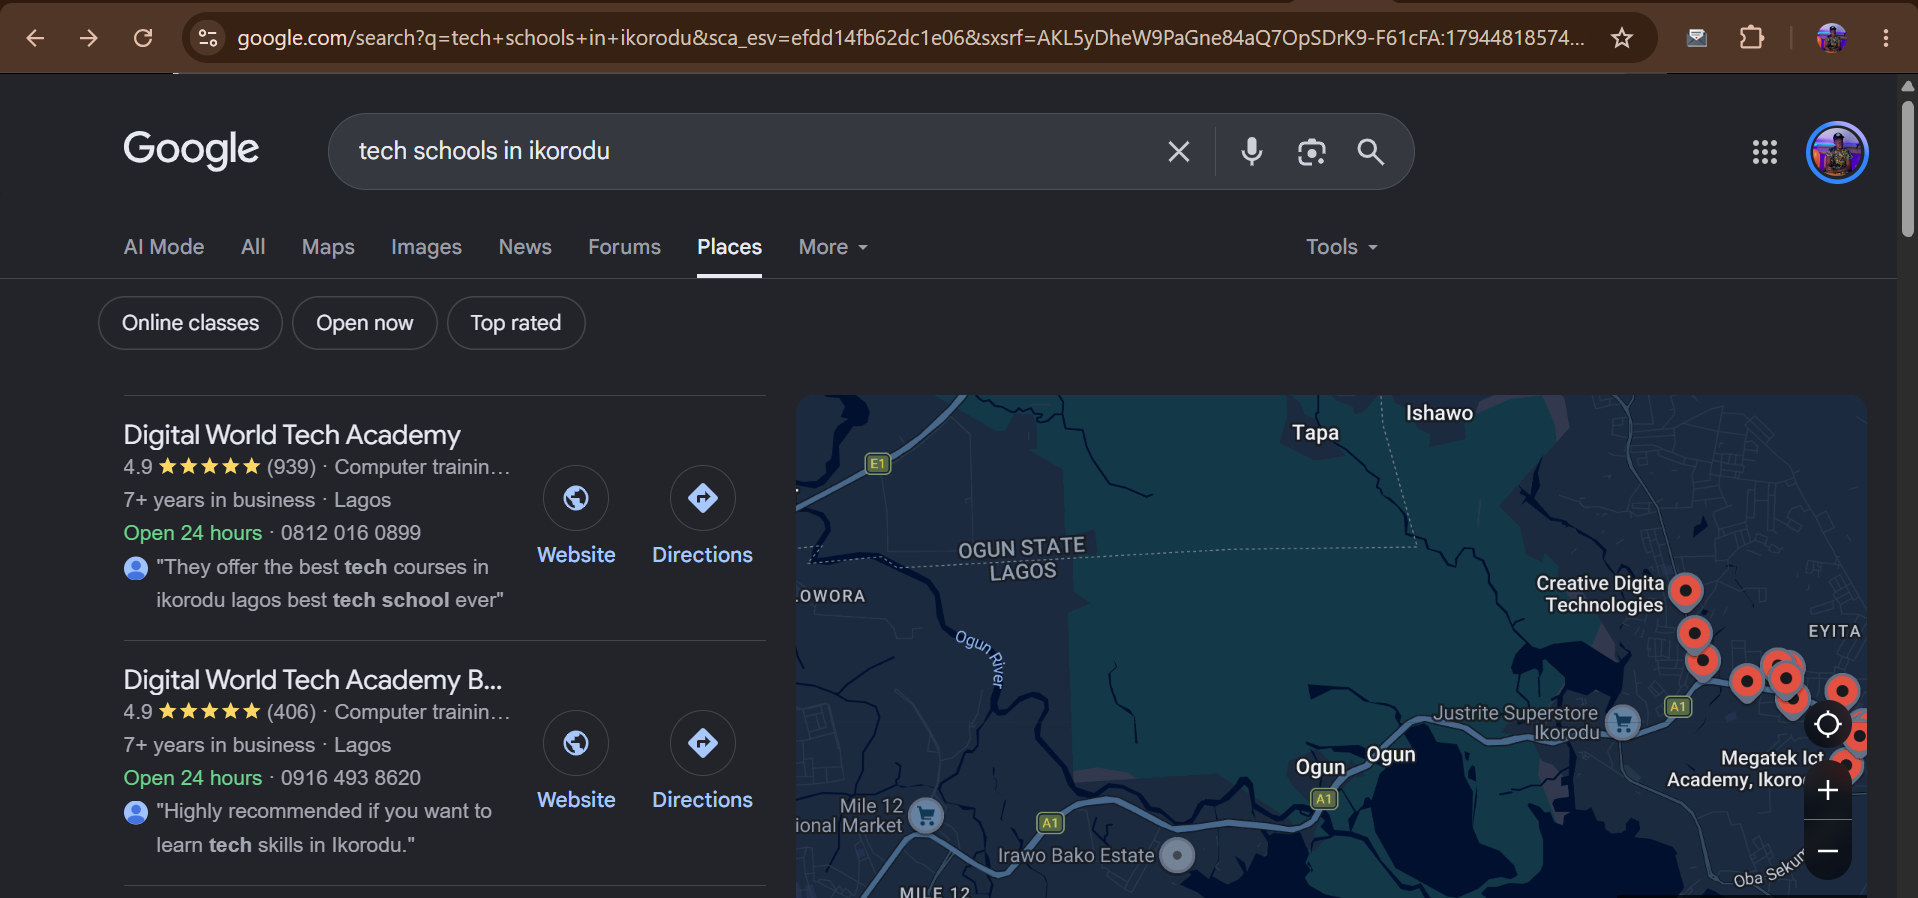 google.com/search?q=tech+schools+in+ikorodu&sca_esv=efdd14fb62dc1e06&sxsrf=AKL5yDheW9PaGne84aQ7OpSDrK9-F61cFA:17944818574...
Google
tech schools in ikorodu
AI Mode
All
Maps
Images
News
Forums
Places
More
Tools
Online classes
Open now
Top rated
Digital World Tech Academy
4.9 (939) · Computer trainin...
7+ years in business · Lagos
Open 24 hours · 0812 016 0899
"They offer the best tech courses in
ikorodu lagos best tech school ever"
Website
Directions
Digital World Tech Academy B...
4.9 (406) · Computer trainin...
7+ years in business · Lagos
Open 24 hours · 0916 493 8620
"Highly recommended if you want to
learn tech skills in Ikorodu."
Website
Directions
Ishawo
Tapa
E1
OGUN STATE
LAGOS
OWORA
Ogun River
Creative Digita
Technologies
EYITA
A1
Justrite Superstore
Ikorodu
Ogun
Ogun
A1
Megatek Ict
Academy, Ikoro
Mile 12
ional Market
A1
Irawo Bako Estate
MILE 12
Oba Sekum